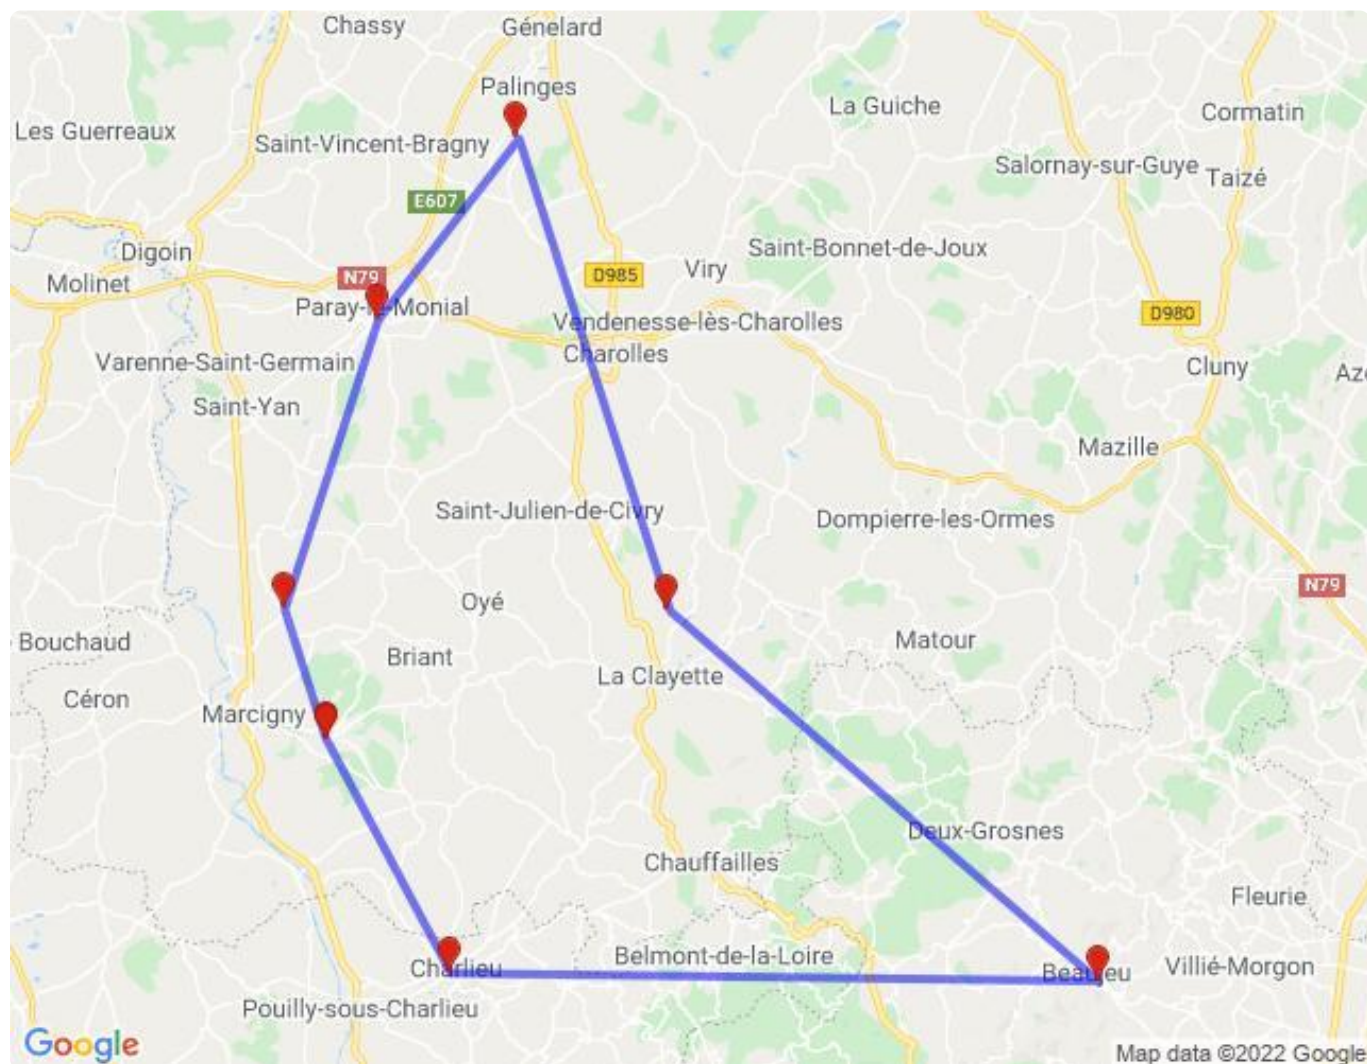 Chassy
Génelard
Palinges
La Guiche
Cormatin
Les Guerreaux
Saint-Vincent-Bragny
Salornay-sur-Guye
Taizé
E607
Digoin
Saint-Bonnet-de-Joux
Viry
D985
N79
Molinet
Paray-le-Monial
D980
Vendenesse-lès-Charolles
Charolles
Varenne-Saint-Germain
Cluny
Azé
Saint-Yan
Mazille
Saint-Julien-de-Civry
Dompierre-les-Ormes
N79
Oyé
Bouchaud
Matour
Briant
La Clayette
Céron
Marcigny
Deux-Grosnes
Chauffailles
Fleurie
Belmont-de-la-Loire
Charlieu
Beaujeu
Villié-Morgon
Pouilly-sous-Charlieu
Google
Map data ©2022 Google